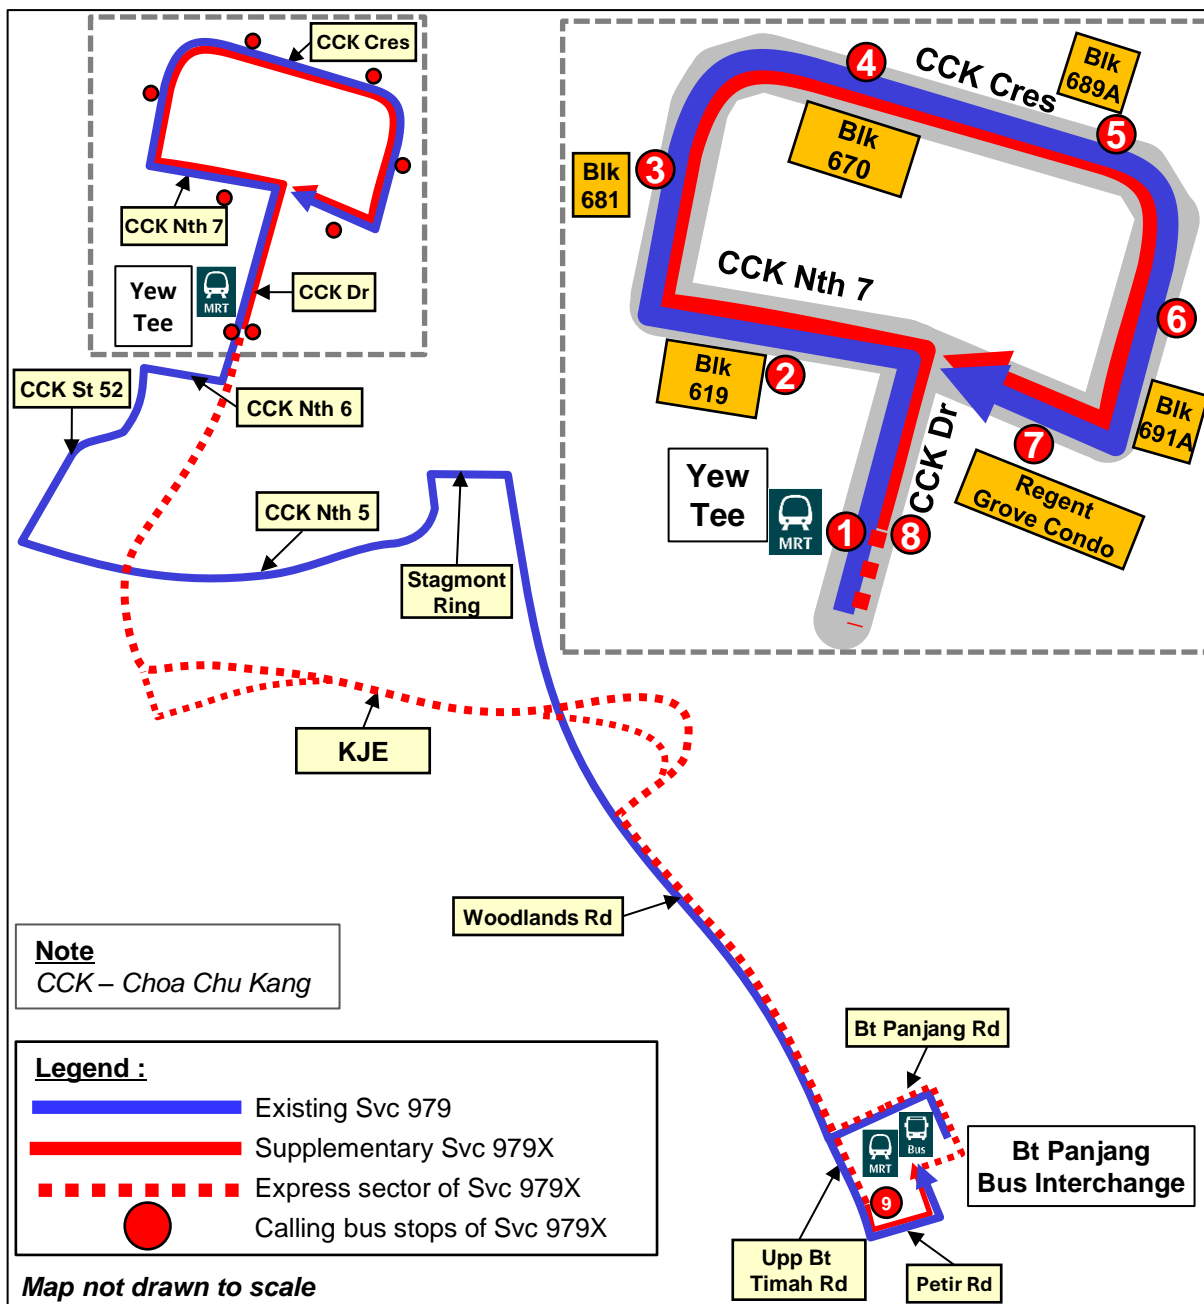 CCK Cres
CCK Nth 7
Yew
Tee
MRT
CCK Dr
CCK St 52
CCK Nth 6
CCK Nth 5
Stagmont
Ring
KJE
Woodlands Rd
4
CCK Cres
Blk
689A
5
Blk
670
3
Blk
681
CCK Nth 7
6
Blk
619
2
Blk
691A
7
CCK Dr
Regent
Grove Condo
Yew
Tee
MRT
1
8
Note
CCK – Choa Chu Kang
Legend :
Existing Svc 979
Supplementary Svc 979X
Express sector of Svc 979X
Calling bus stops of Svc 979X
Map not drawn to scale
Bt Panjang Rd
MRT
Bus
9
Bt Panjang
Bus Interchange
Upp Bt
Timah Rd
Petir Rd